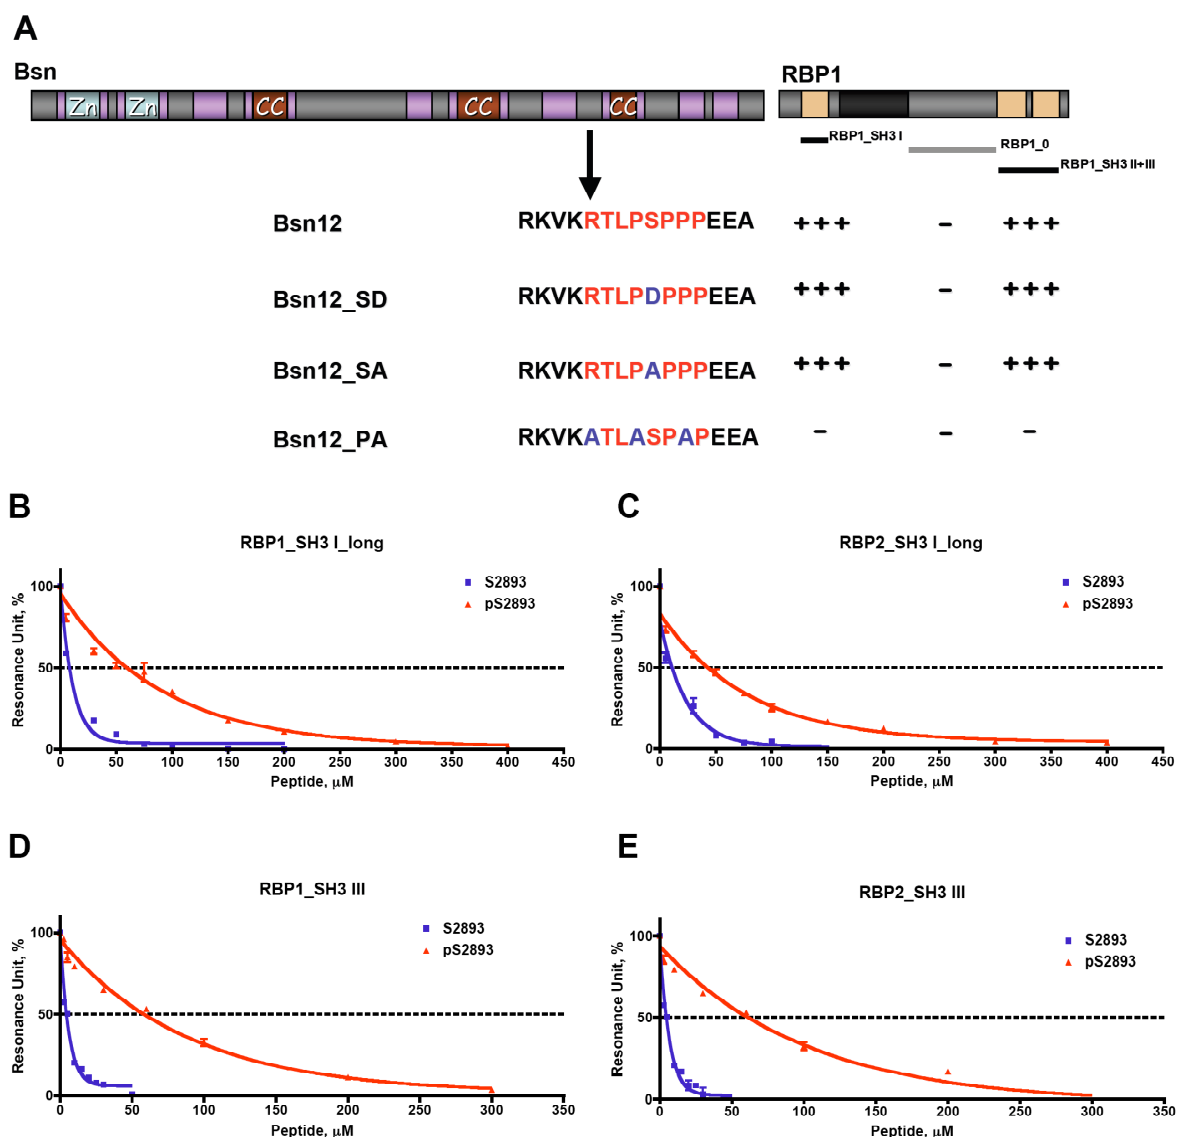 A
Bsn
RBP1
Zn Zn CC CC CC
RBP1_SH3 I
RBP1_0
RBP1_SH3 II+III
Bsn12 RKVKRTLPSPPPEEA +++ - +++
Bsn12_SD RKVKRTLPDPPPEEA +++ - +++
Bsn12_SA RKVKRTLPAPPPEEA +++ - +++
Bsn12_PA RKVKATLASPAPEEA - - -
B
RBP1_SH3 I_long
Resonance Unit, %
100
50
0
S2893
pS2893
0 50 100 150 200 250 300 350 400 450
Peptide, μM
C
RBP2_SH3 I_long
Resonance Unit, %
100
50
0
S2893
pS2893
0 50 100 150 200 250 300 350 400 450
Peptide, μM
D
RBP1_SH3 III
Resonance Unit, %
100
50
0
S2893
pS2893
0 50 100 150 200 250 300 350
Peptide, μM
E
RBP2_SH3 III
Resonance Unit, %
100
50
0
S2893
pS2893
0 50 100 150 200 250 300 350
Peptide, μM